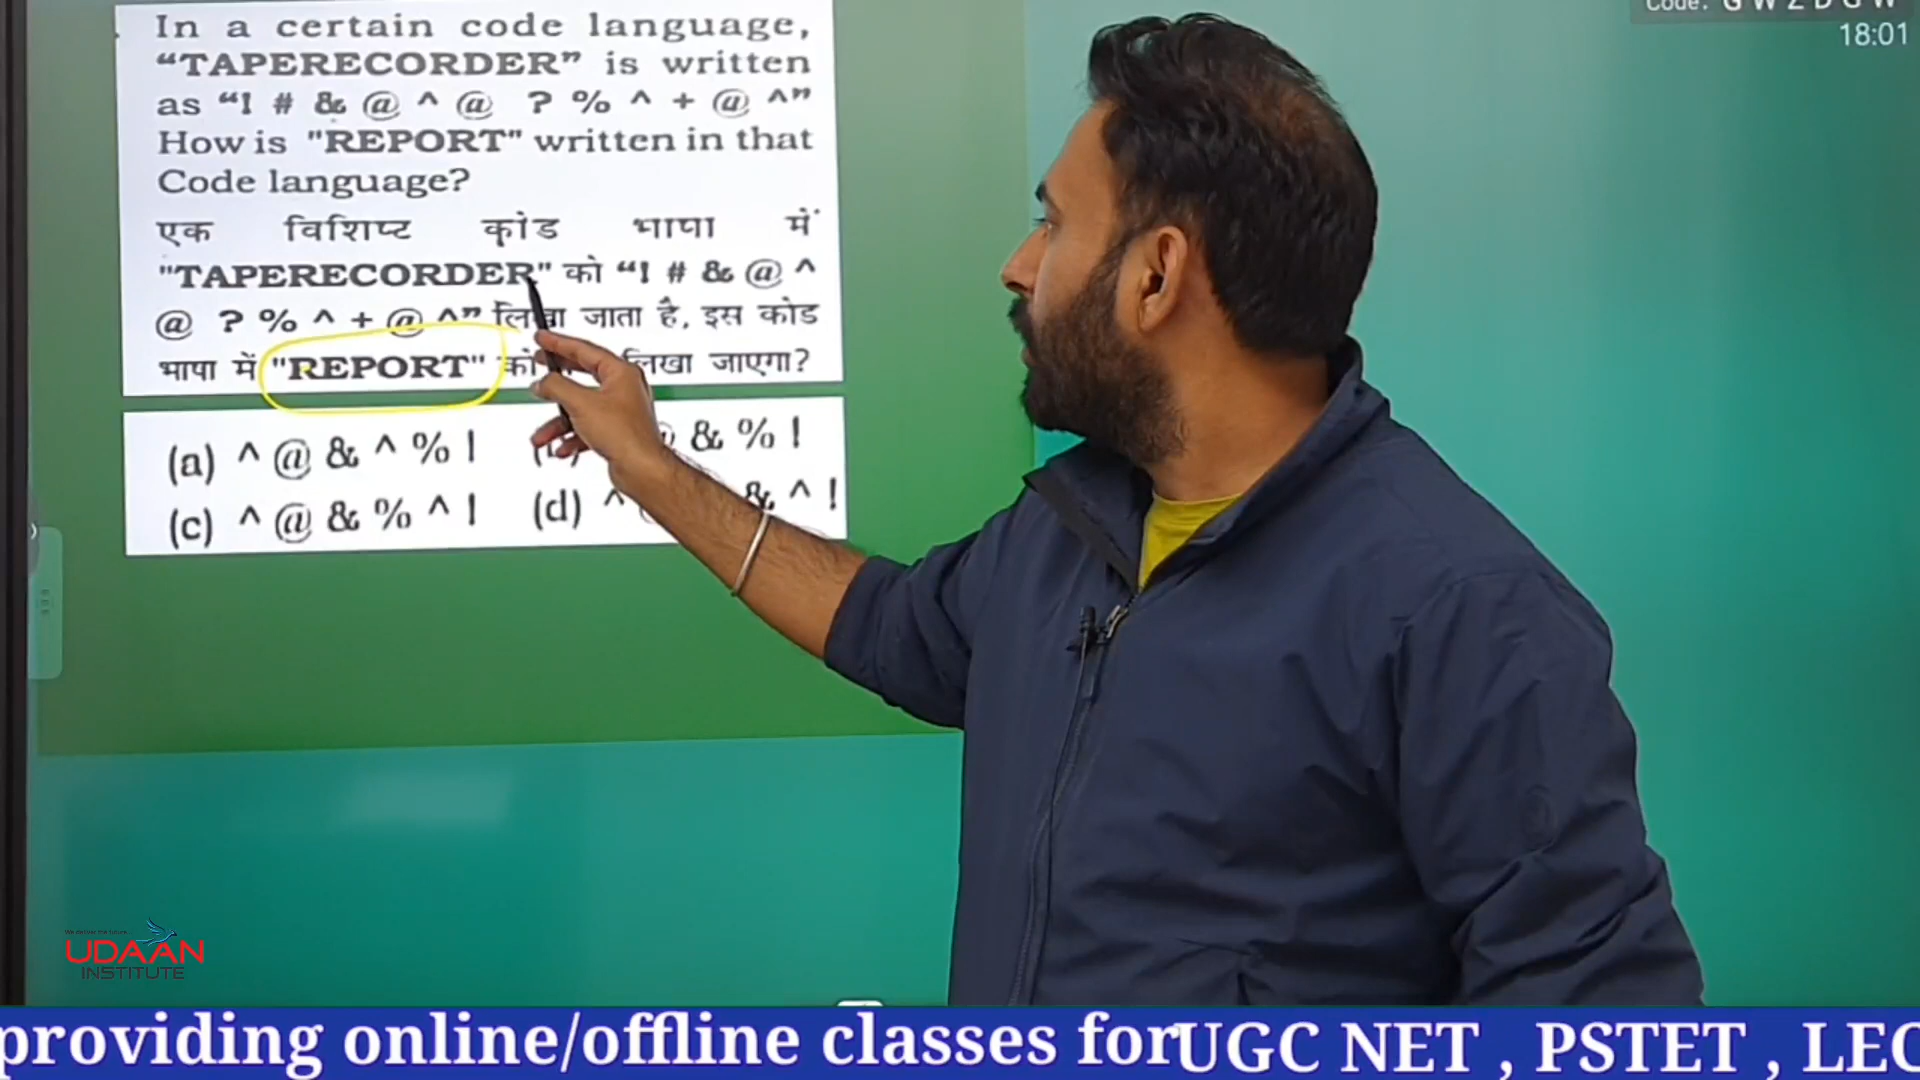 Code: G W Z D G W
18:01
In a certain code language,
“TAPERECORDER” is written
as “! # & @ ^ @ ? % ^ + @ ^”
How is "REPORT" written in that
Code language?
एक विशिष्ट कोड भाषा में
"TAPERECORDER" को “! # & @ ^
@ ? % ^ + @ ^” लिखा जाता है, इस कोड
भाषा में "REPORT" को लिखा जाएगा?
(a) ^ @ & ^ % ! & % !
(c) ^ @ & % ^ ! (d) ^ & ^ !
UDAAN
INSTITUTE
providing online/offline classes for UGC NET , PSTET , LEC